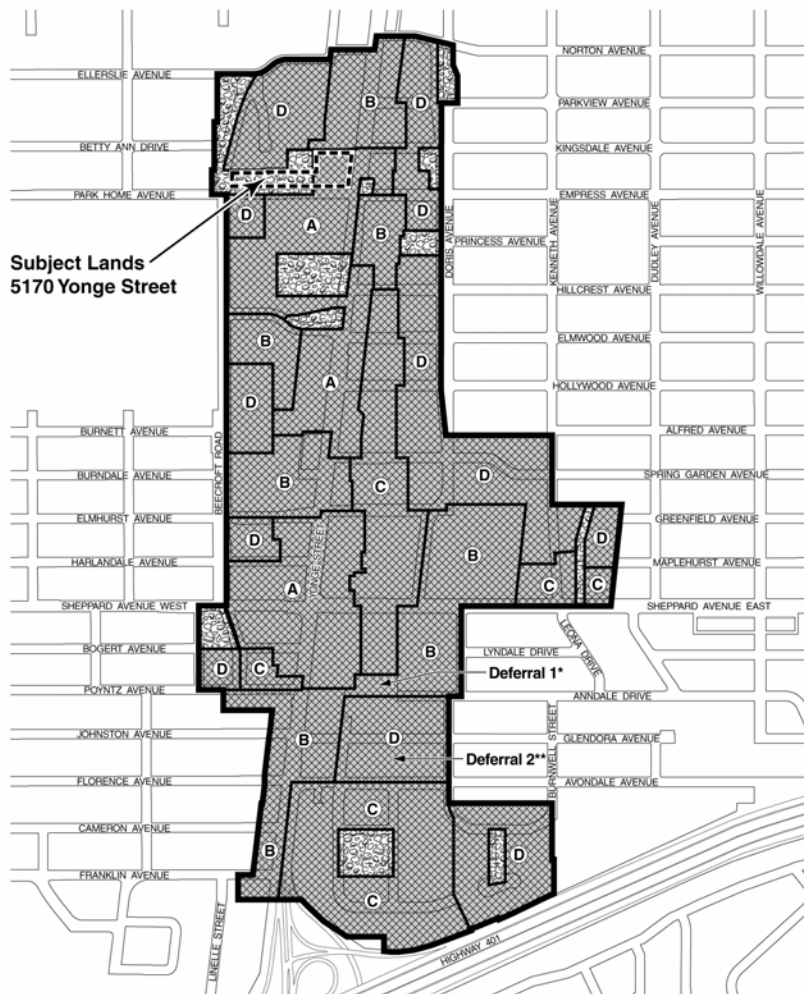 NORTON AVENUE
ELLERSLIE AVENUE
PARKVIEW AVENUE
D
B
D
BETTY ANN DRIVE
KINGSDALE AVENUE
PARK HOME AVENUE
EMPRESS AVENUE
D
A
B
D
DORIS AVENUE
PRINCESS AVENUE
KENNETH AVENUE
DUDLEY AVENUE
WILLOWDALE AVENUE
Subject Lands
5170 Yonge Street
HILLCREST AVENUE
B
ELMWOOD AVENUE
D
A
D
HOLLYWOOD AVENUE
BURNETT AVENUE
ALFRED AVENUE
BEECROFT ROAD
BURNDALE AVENUE
B
C
D
SPRING GARDEN AVENUE
ELMHURST AVENUE
GREENFIELD AVENUE
D
YONGE STREET
B
D
HARLANDALE AVENUE
MAPLEHURST AVENUE
A
C
C
SHEPPARD AVENUE WEST
SHEPPARD AVENUE EAST
LEONA DRIVE
BOGERT AVENUE
B
LYNDALE DRIVE
D
C
Deferral 1*
POYNTZ AVENUE
ANNDALE DRIVE
JOHNSTON AVENUE
B
D
BURNWELL STREET
GLENDORA AVENUE
Deferral 2**
FLORENCE AVENUE
AVONDALE AVENUE
C
CAMERON AVENUE
B
D
FRANKLIN AVENUE
C
LINELLE STREET
HIGHWAY 401